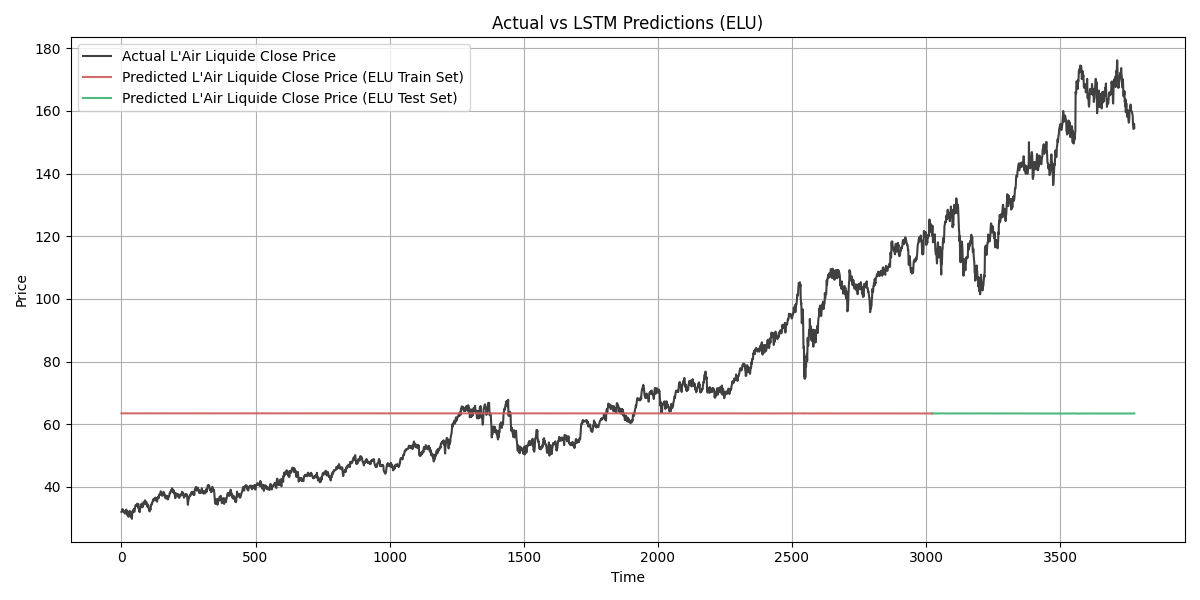 Actual vs LSTM Predictions (ELU)
Actual L'Air Liquide Close Price
Predicted L'Air Liquide Close Price (ELU Train Set)
Predicted L'Air Liquide Close Price (ELU Test Set)
180
160
140
120
100
80
60
40
Price
0 500 1000 1500 2000 2500 3000 3500
Time